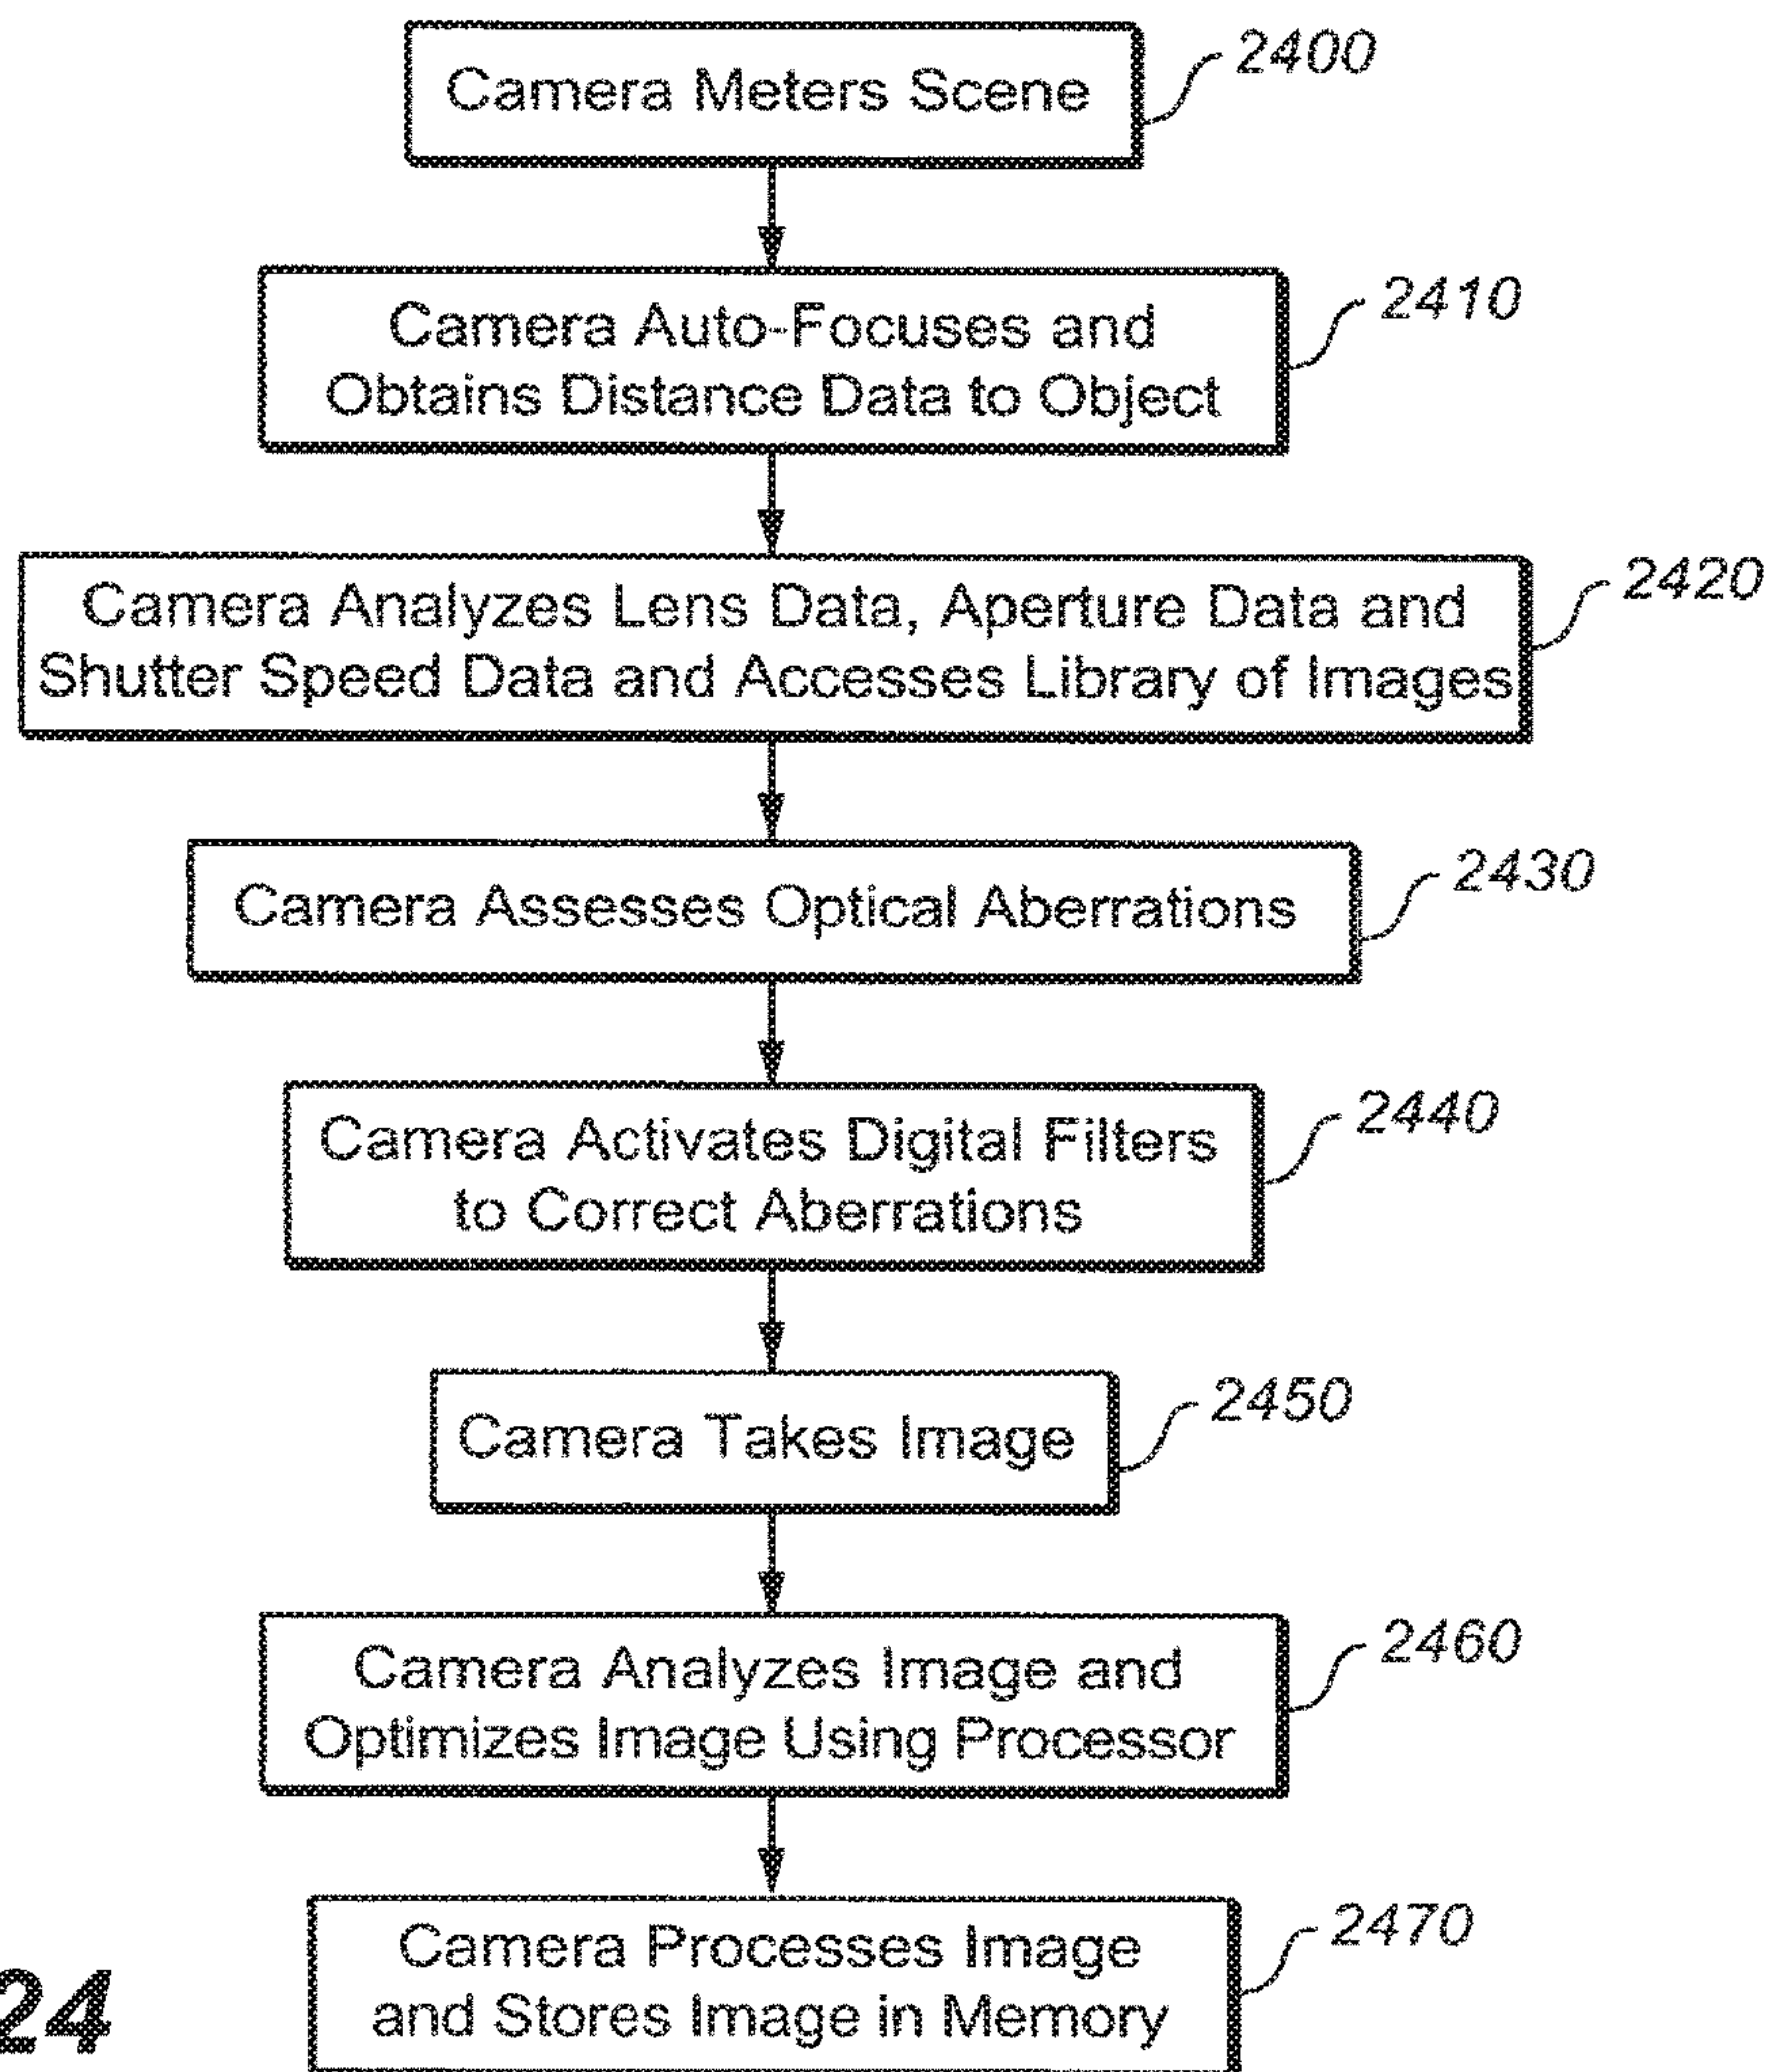 Camera Meters Scene
2400
Camera Auto-Focuses and
Obtains Distance Data to Object
2410
Camera Analyzes Lens Data, Aperture Data and
Shutter Speed Data and Accesses Library of Images
2420
Camera Assesses Optical Aberrations
2430
Camera Activates Digital Filters
to Correct Aberrations
2440
Camera Takes Image
2450
Camera Analyzes Image and
Optimizes Image Using Processor
2460
Camera Processes Image
and Stores Image in Memory
2470
24